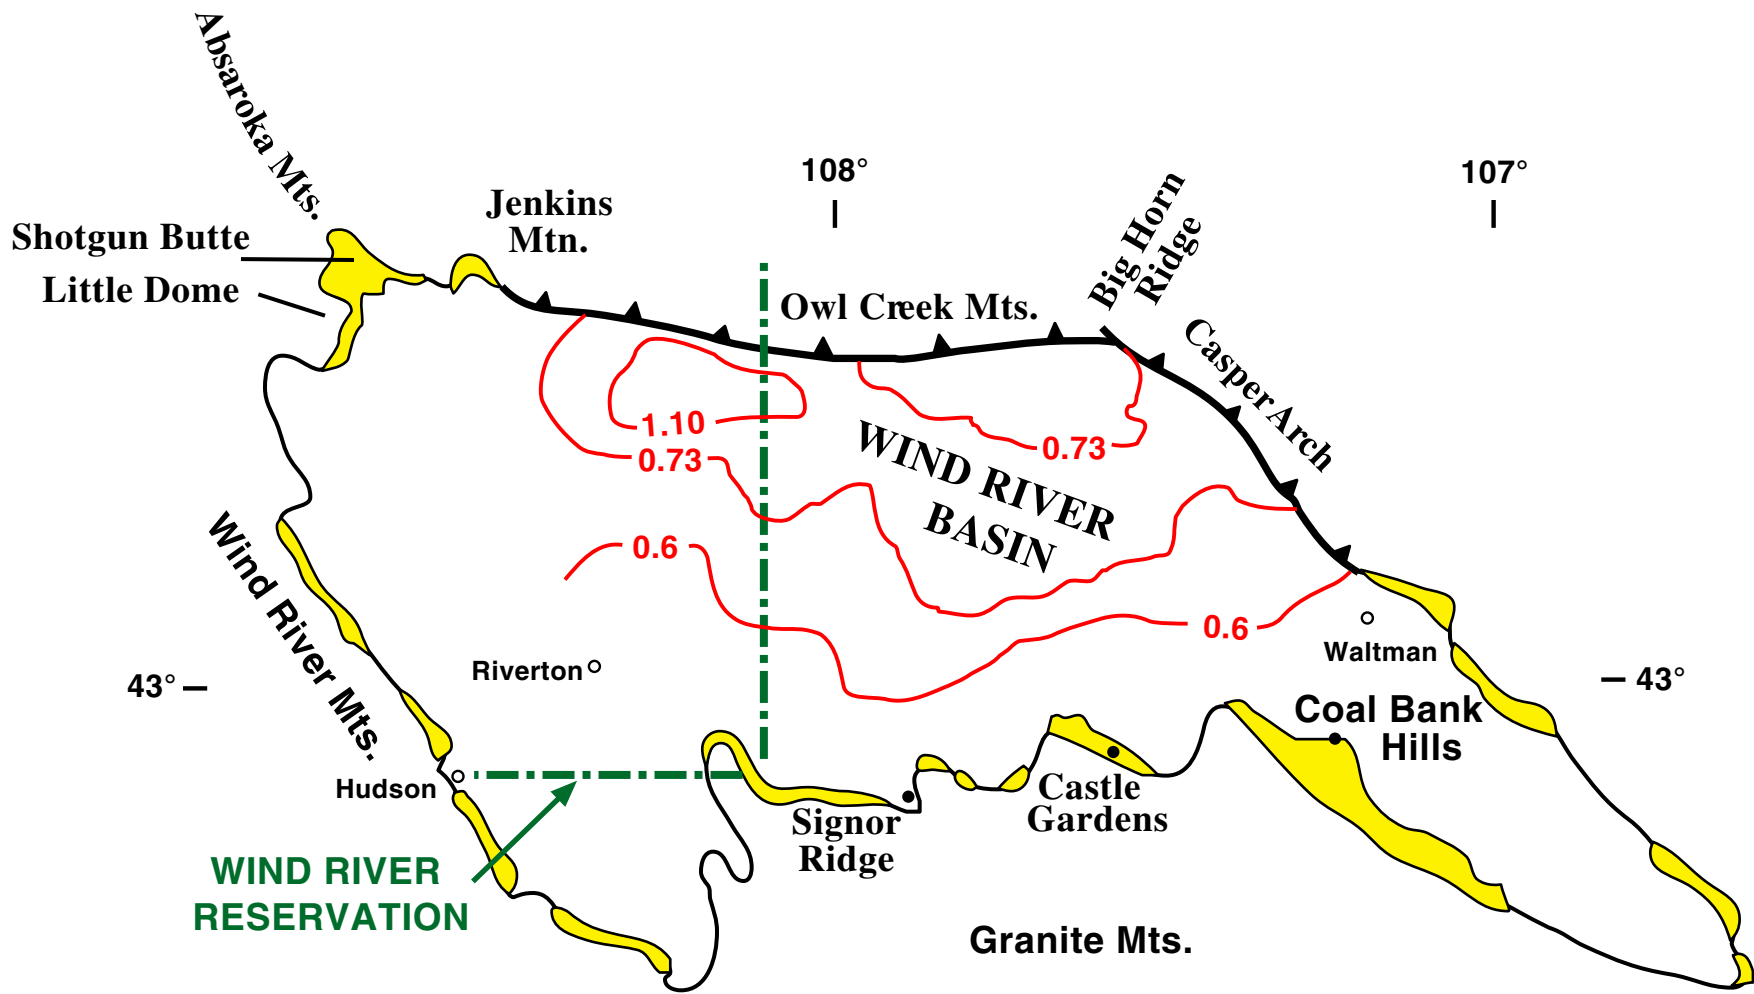 Absaroka Mts.
108°
107°
Jenkins
Mtn.
Big Horn
Ridge
Shotgun Butte
Little Dome
Owl Creek Mts.
Casper Arch
1.10
0.73
0.73
WIND RIVER
BASIN
0.6
0.6
Wind River Mts.
Waltman
Riverton
43°
43°
Coal Bank
Hills
Hudson
Castle
Gardens
Signor
Ridge
WIND RIVER
RESERVATION
Granite Mts.